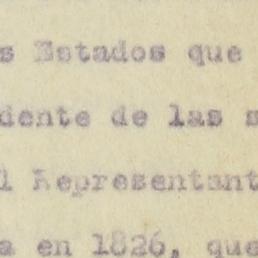 s Estados que
dente de las s
l Representant
a en 1826, que